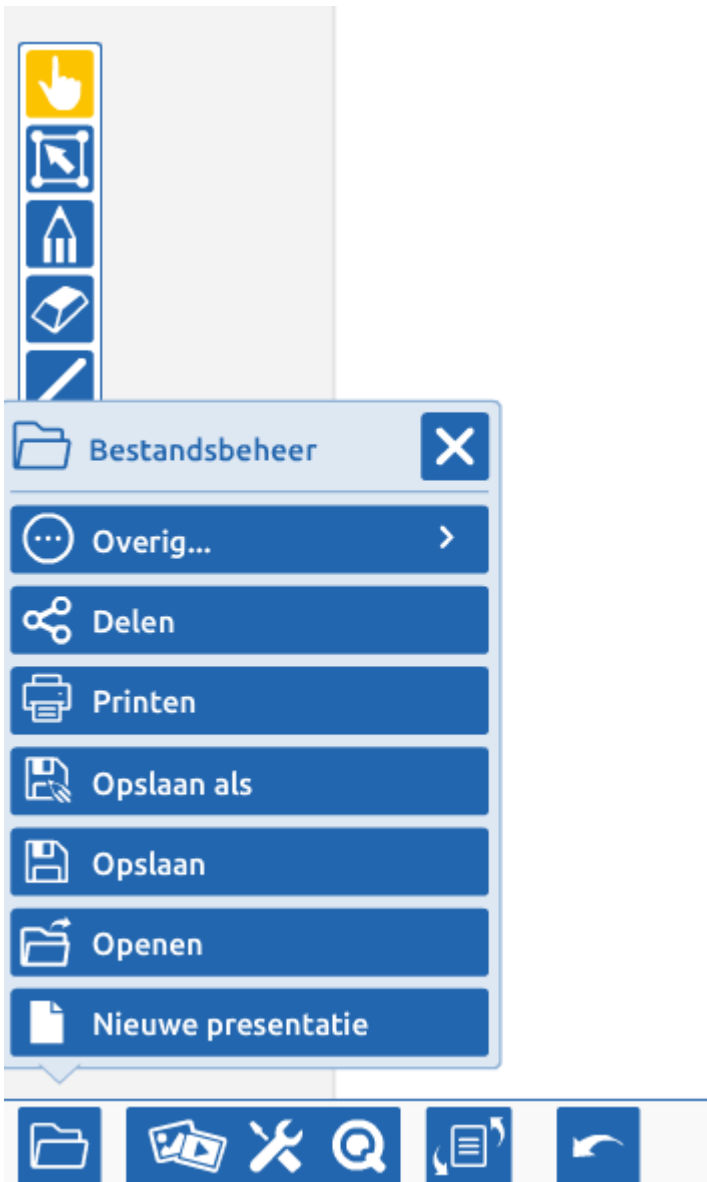 Bestandsbeheer
Overig...
Delen
Printen
Opslaan als
Opslaan
Openen
Nieuwe presentatie